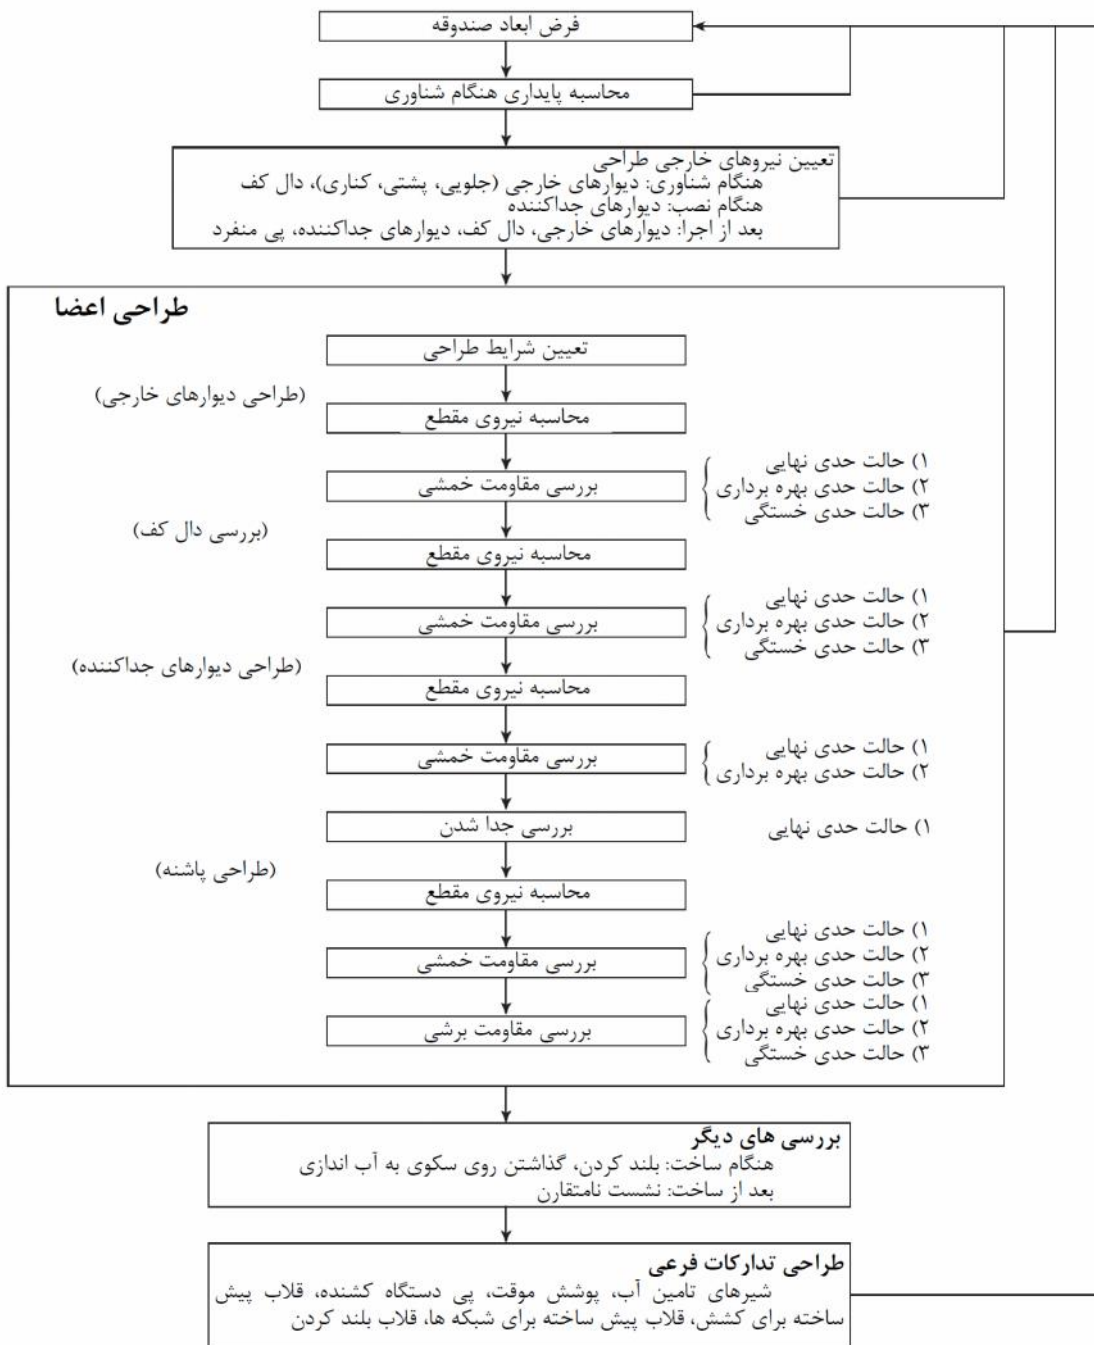 فرض ابعاد صندوقه
محاسبه پایداری هنگام شناوری
تعیین نیروهای خارجی طراحی
هنگام شناوری: دیوارهای خارجی (جلویی، پشتی، کناری)، دال کف
هنگام نصب: دیوارهای جداکننده
بعد از اجرا: دیوارهای خارجی، دال کف، دیوارهای جداکننده، پی منفرد
طراحی اعضا
تعیین شرایط طراحی
(طراحی دیوارهای خارجی)
محاسبه نیروی مقطع
بررسی مقاومت خمشی
۱) حالت حدی نهایی
۲) حالت حدی بهره برداری
۳) حالت حدی خستگی
(بررسی دال کف)
محاسبه نیروی مقطع
بررسی مقاومت خمشی
۱) حالت حدی نهایی
۲) حالت حدی بهره برداری
۳) حالت حدی خستگی
(طراحی دیوارهای جداکننده)
محاسبه نیروی مقطع
بررسی مقاومت خمشی
۱) حالت حدی نهایی
۲) حالت حدی بهره برداری
بررسی جدا شدن
۱) حالت حدی نهایی
(طراحی پاشنه)
محاسبه نیروی مقطع
بررسی مقاومت خمشی
۱) حالت حدی نهایی
۲) حالت حدی بهره برداری
۳) حالت حدی خستگی
بررسی مقاومت برشی
۱) حالت حدی نهایی
۲) حالت حدی بهره برداری
۳) حالت حدی خستگی
بررسی های دیگر
هنگام ساخت: بلند کردن، گذاشتن روی سکوی به آب اندازی
بعد از ساخت: نشست نامتقارن
طراحی تدارکات فرعی
شیرهای تامین آب، پوشش موقت، پی دستگاه کشنده، قلاب پیش
ساخته برای کشش، قلاب پیش ساخته برای شبکه ها، قلاب بلند کردن